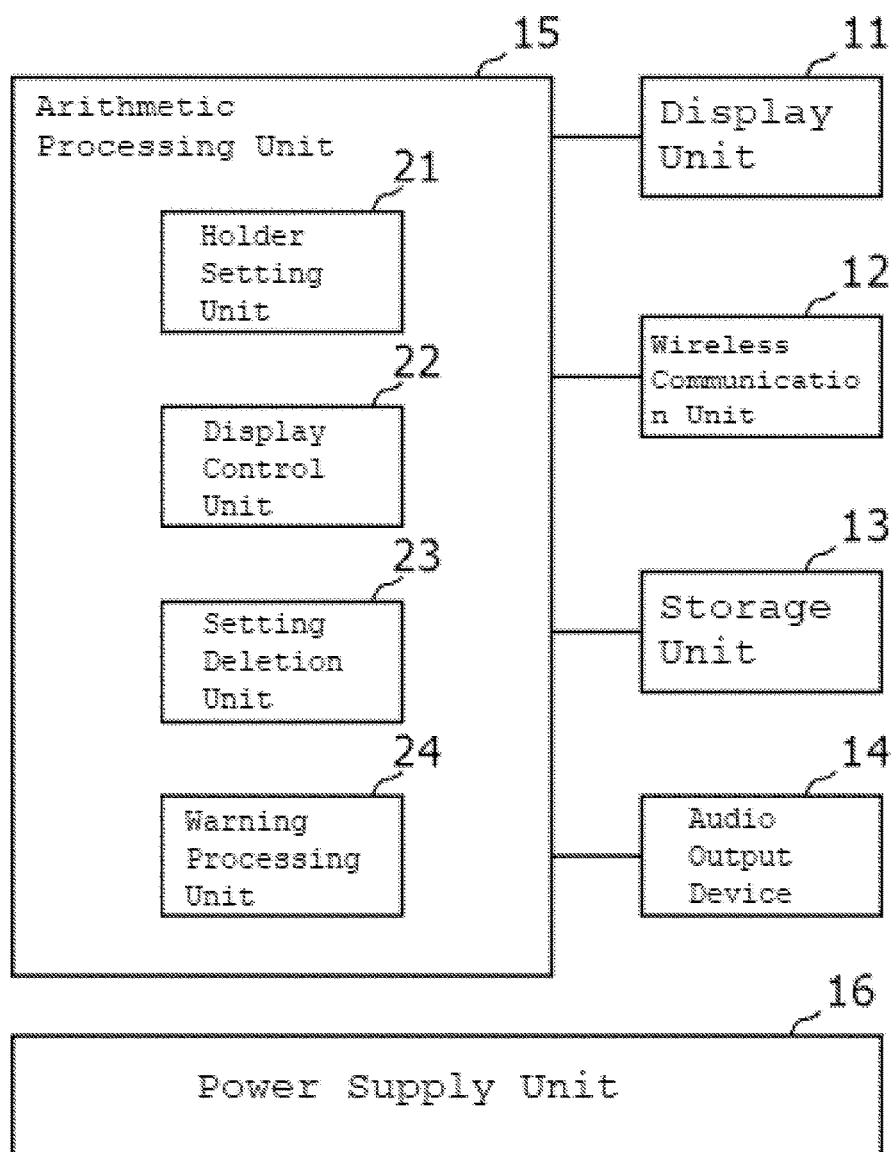 15
Arithmetic
Processing Unit
21
Holder
Setting
Unit
22
Display
Control
Unit
23
Setting
Deletion
Unit
24
Warning
Processing
Unit
11
Display
Unit
12
Wireless
Communicatio
n Unit
13
Storage
Unit
14
Audio
Output
Device
16
Power Supply Unit